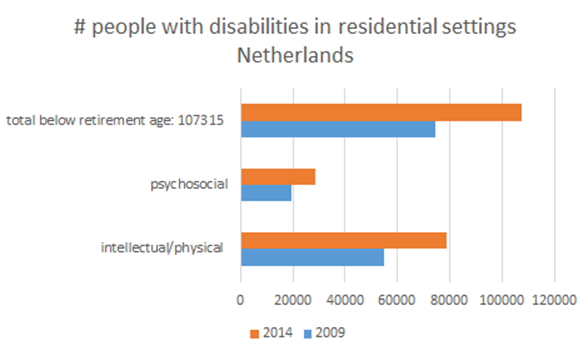 # people with disabilities in residential settings
Netherlands
total below retirement age: 107315
psychosocial
intellectual/physical
0 20000 40000 60000 80000 100000 120000
2014 2009